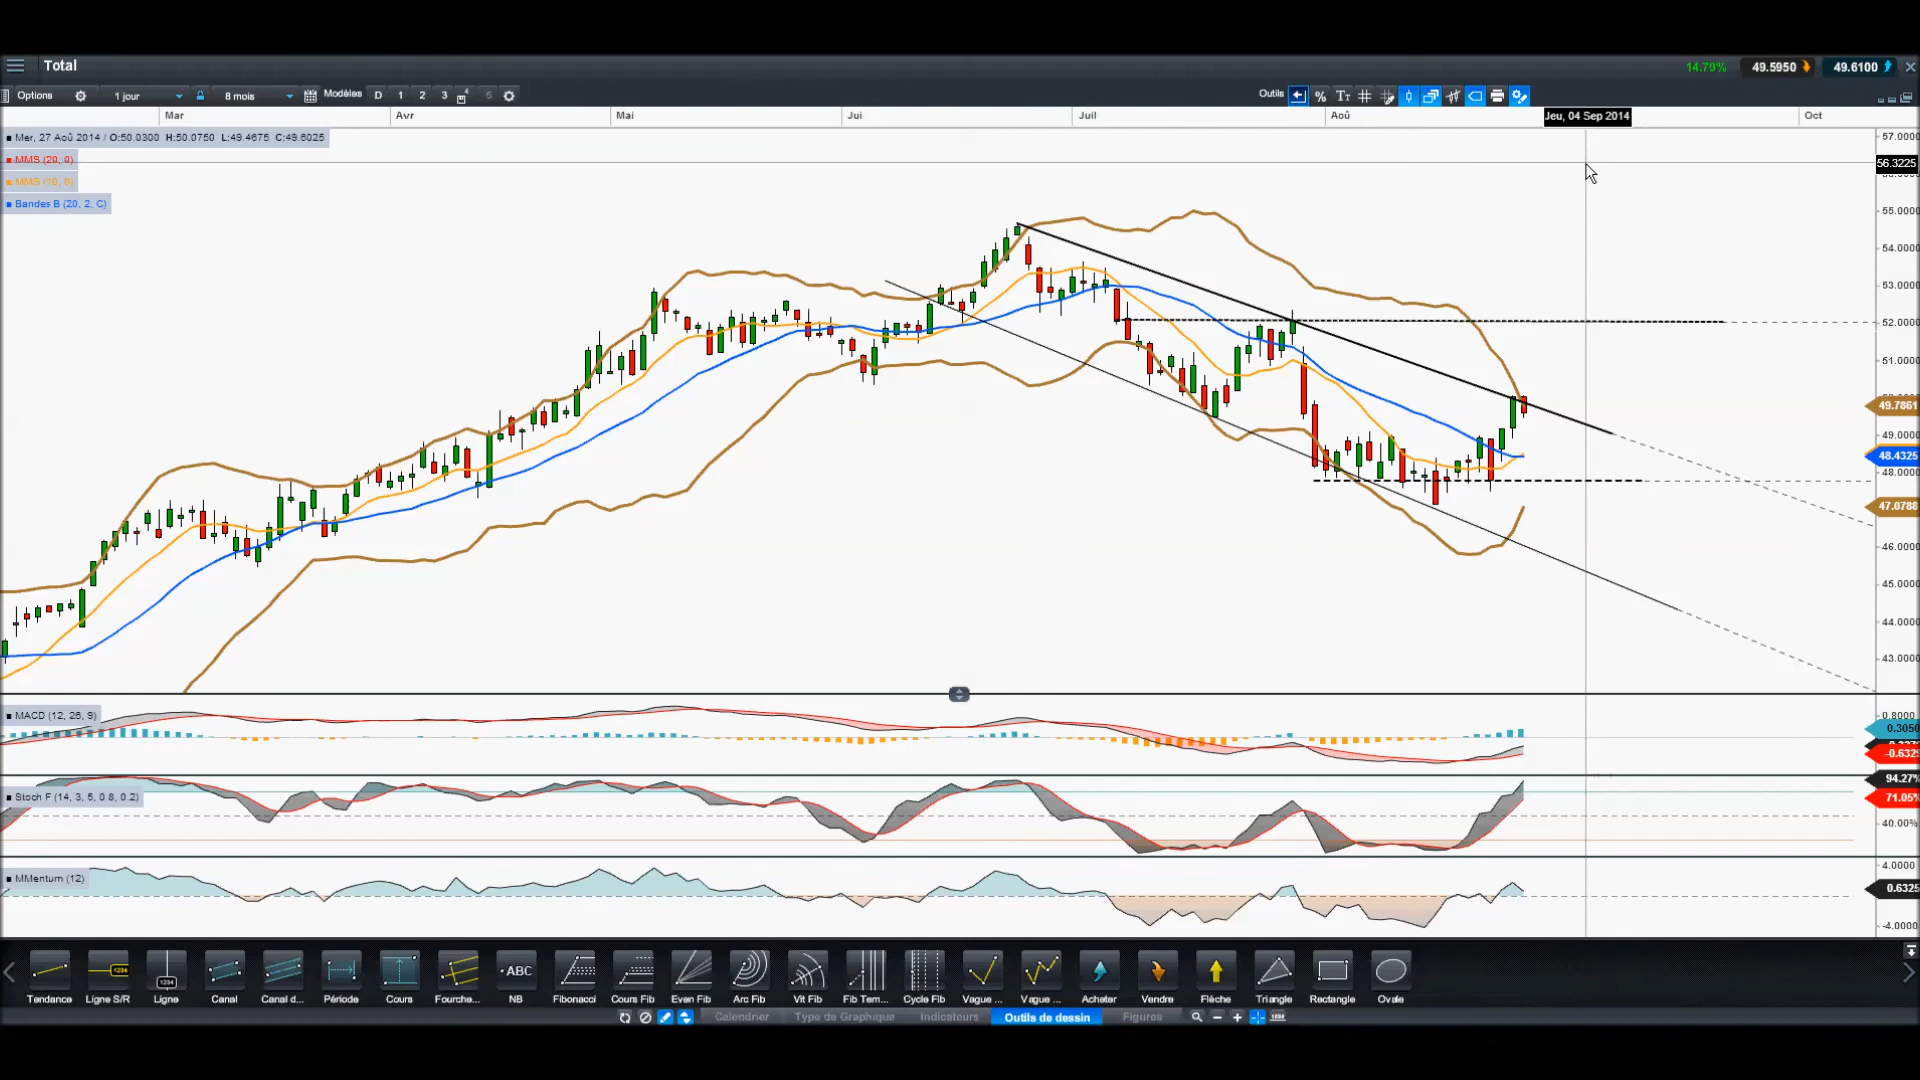 Total
14.79% 49.5950 49.6100
Options 1 jour 8 mois Modèles D 1 2 3 4 5 Outils
Mar Avr Mai Jui Juil Aoû Jeu, 04 Sep 2014 Oct
Mer, 27 Aoû 2014 / O:50.0300 H:50.0750 L:49.4675 C:49.6025
MMS (20, 0)
MMS (10, 0)
Bandes B (20, 2, C)
57.0000
56.3225
55.0000
54.0000
53.0000
52.0000
51.0000
49.7861
49.0000
48.4325
48.0000
47.0788
46.0000
45.0000
44.0000
43.0000
MACD (12, 26, 9)
0.8000
0.3050
-0.6329
Stoch F (14, 3, 5, 0.8, 0.2)
94.27%
71.05%
40.00%
MMentum (12)
4.0000
0.6325
-4.0000
Tendance Ligne S/R Ligne Canal Canal d... Période Cours Fourche... NB Fibonacci Cours Fib Even Fib Arc Fib Vit Fib Fib Tem... Cycle Fib Vague ... Vague ... Acheter Vendre Flèche Triangle Rectangle Ovale
Calendrier Type de Graphique Indicateurs Outils de dessin Figures